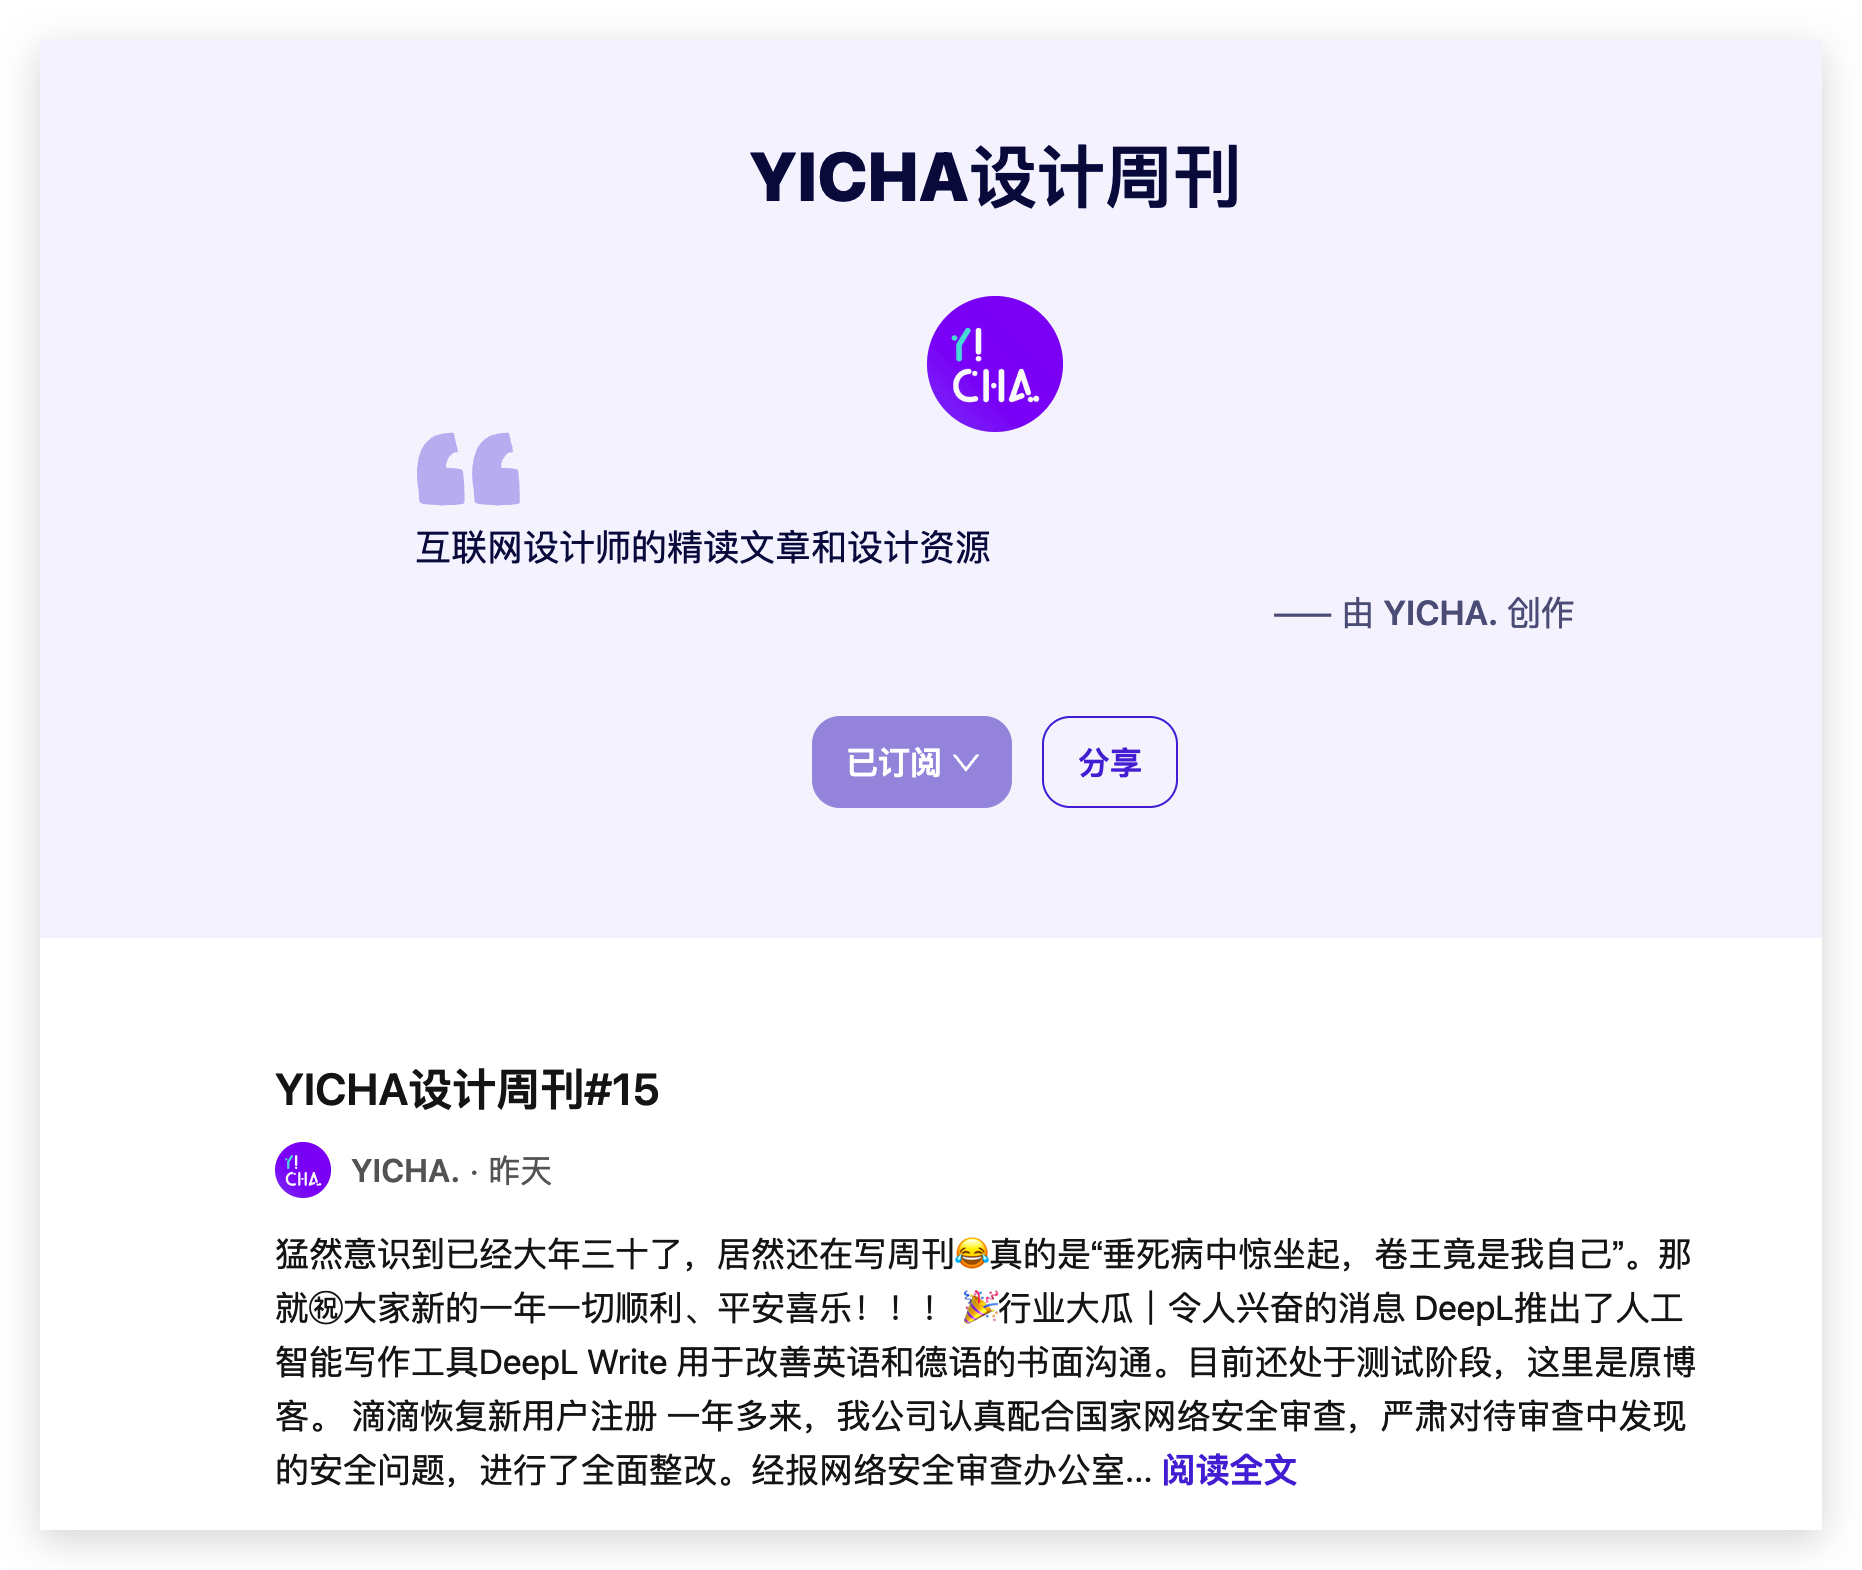 YICHA设计周刊
Y!
CHA.
互联网设计师的精读文章和设计资源
—— 由 YICHA. 创作
已订阅
分享
YICHA设计周刊#15
Y!
CHA.
YICHA. · 昨天
猛然意识到已经大年三十了，居然还在写周刊😂真的是“垂死病中惊坐起，卷王竟是我自己”。那
就㊗️大家新的一年一切顺利、平安喜乐！！！ 🎉行业大瓜｜令人兴奋的消息 DeepL推出了人工
智能写作工具DeepL Write 用于改善英语和德语的书面沟通。目前还处于测试阶段，这里是原博
客。 滴滴恢复新用户注册 一年多来，我公司认真配合国家网络安全审查，严肃对待审查中发现
的安全问题，进行了全面整改。经报网络安全审查办公室... 阅读全文